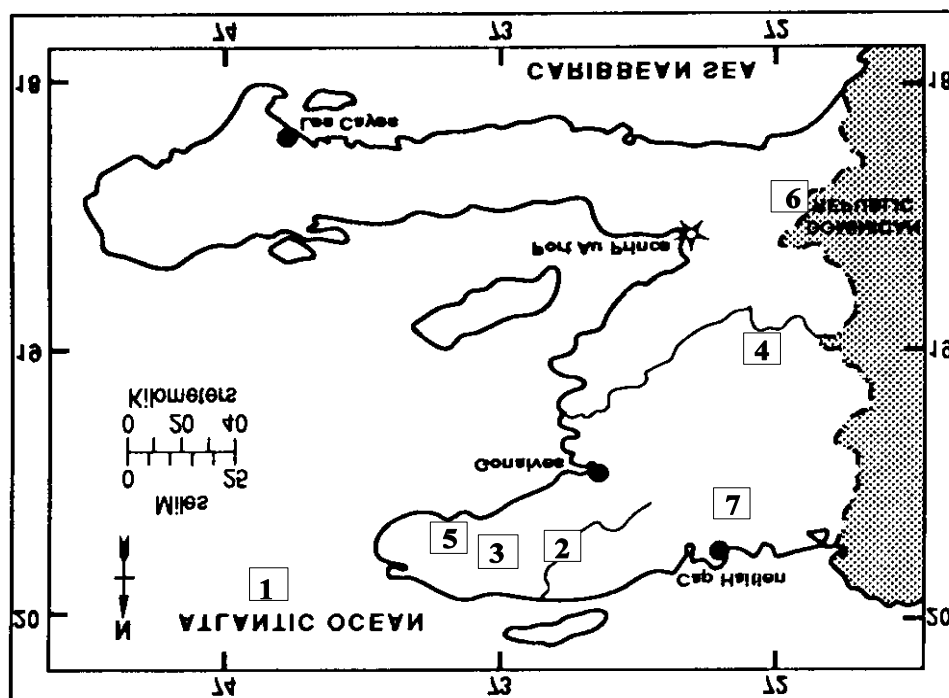 74
73
72
18
18
CARIBBEAN SEA
Les Cayes
6
DOMINICAN
REPUBLIC
Port Au Prince
19
19
4
Kilometers
0
20
40
0
25
Miles
Gonaives
7
5
3
2
Cap Haitien
1
N
ATLANTIC OCEAN
20
20
74
73
72